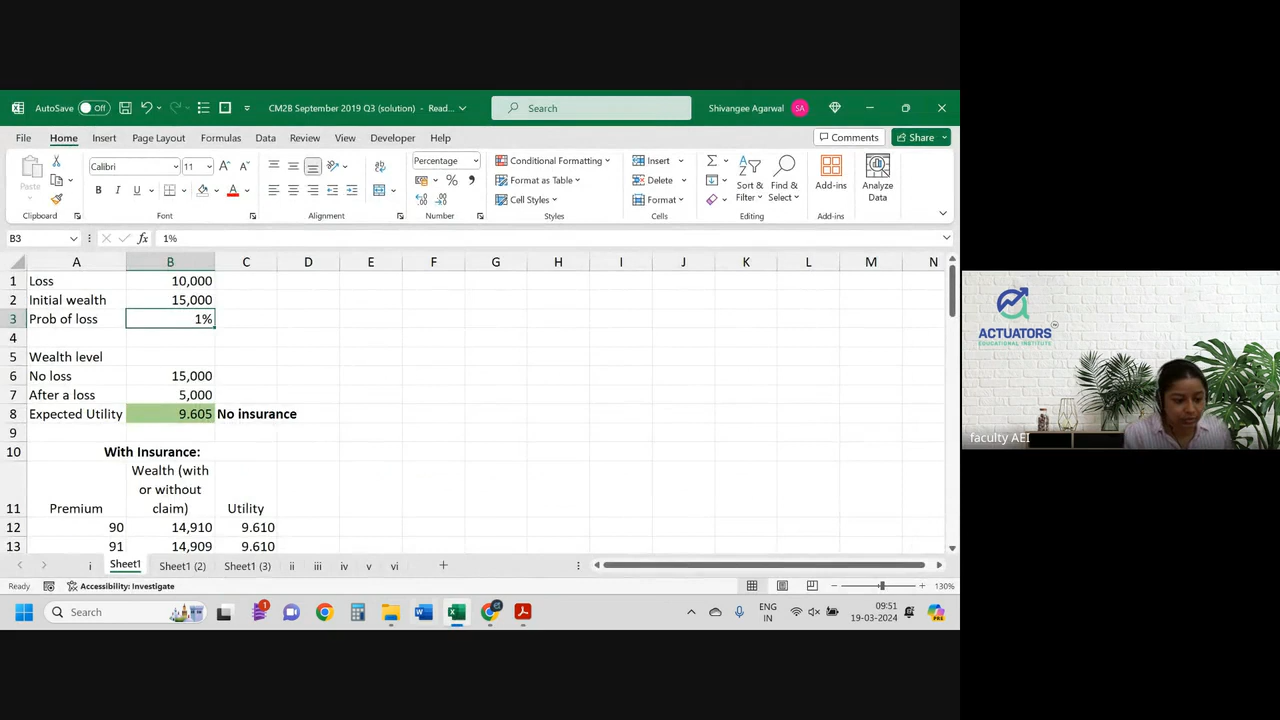 AutoSave Off CM2B September 2019 Q3 (solution) - Read... Search Shivangee Agarwal SA
File Home Insert Page Layout Formulas Data Review View Developer Help Comments Share
Paste Calibri 11 Percentage Conditional Formatting Insert Sort & Filter Find & Select Add-ins Analyze Data
Format as Table Delete
B I U Cell Styles Format
Clipboard Font Alignment Number Styles Cells Editing Add-ins
B3 fx 1%
A B C D E F G H I J K L M N
1 Loss 10,000
2 Initial wealth 15,000
3 Prob of loss 1%
4
5 Wealth level
6 No loss 15,000
7 After a loss 5,000
8 Expected Utility 9.605 No insurance
9
10 With Insurance:
11 Premium Wealth (with or without claim) Utility
12 90 14,910 9.610
13 91 14,909 9.610
i Sheet1 Sheet1 (2) Sheet1 (3) ii iii iv v vi
Ready Accessibility: Investigate 130%
Search 1 ENG IN 09:51 19-03-2024
ACTUATORS
EDUCATIONAL INSTITUTE
faculty AEI